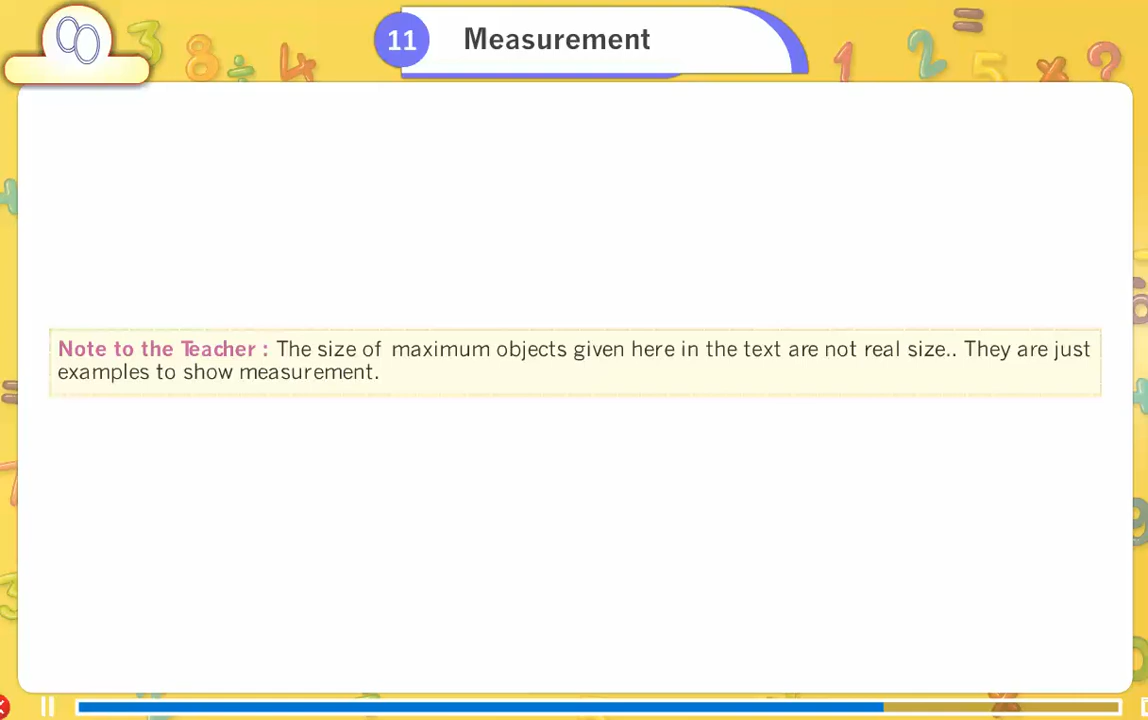 11 Measurement
Note to the Teacher : The size of maximum objects given here in the text are not real size.. They are just
examples to show measurement.